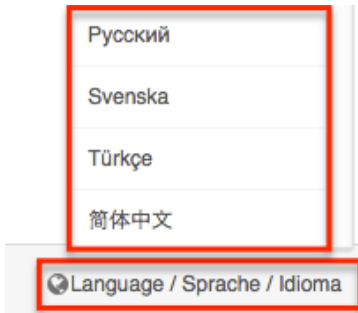 Русский
Svenska
Türkçe
简体中文
Language / Sprache / Idioma